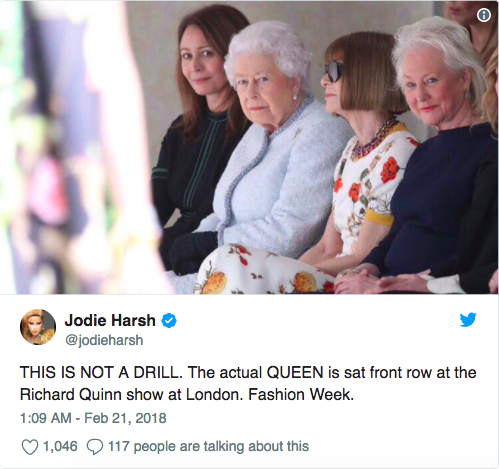 Jodie Harsh
@jodieharsh
THIS IS NOT A DRILL. The actual QUEEN is sat front row at the
Richard Quinn show at London. Fashion Week.
1:09 AM - Feb 21, 2018
1,046 117 people are talking about this